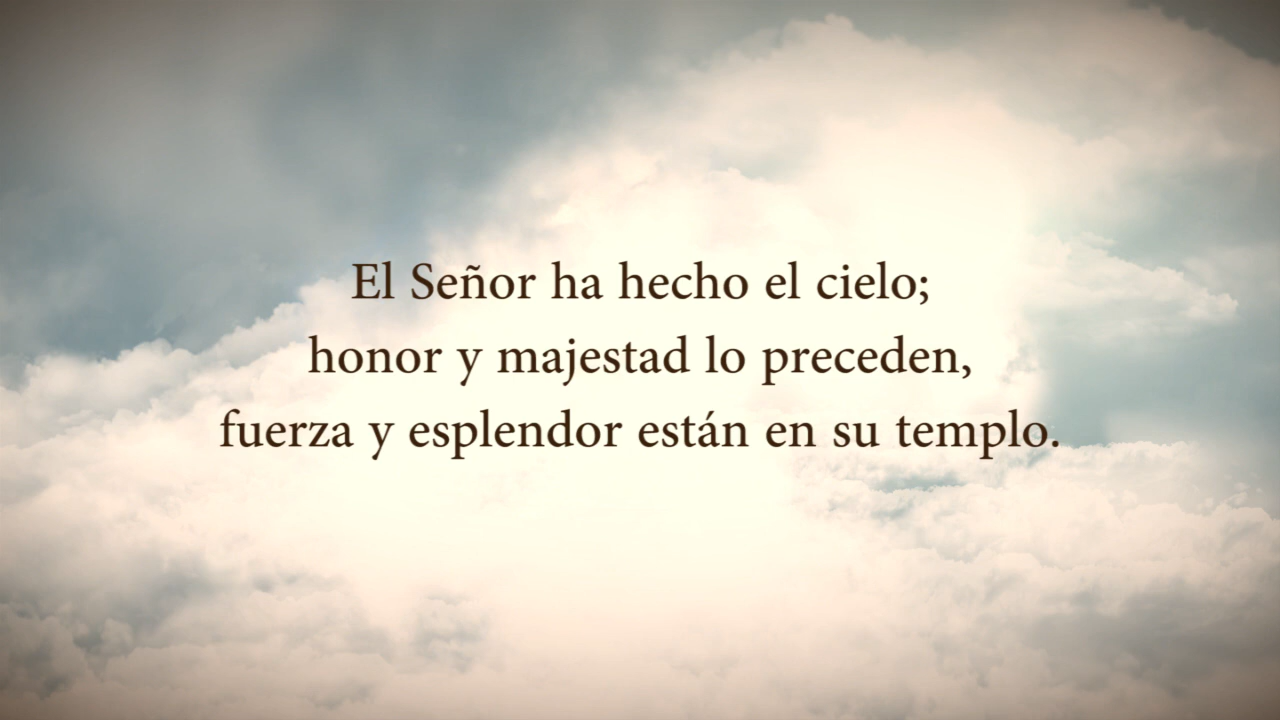 El Señor ha hecho el cielo;
honor y majestad lo preceden,
fuerza y esplendor están en su templo.